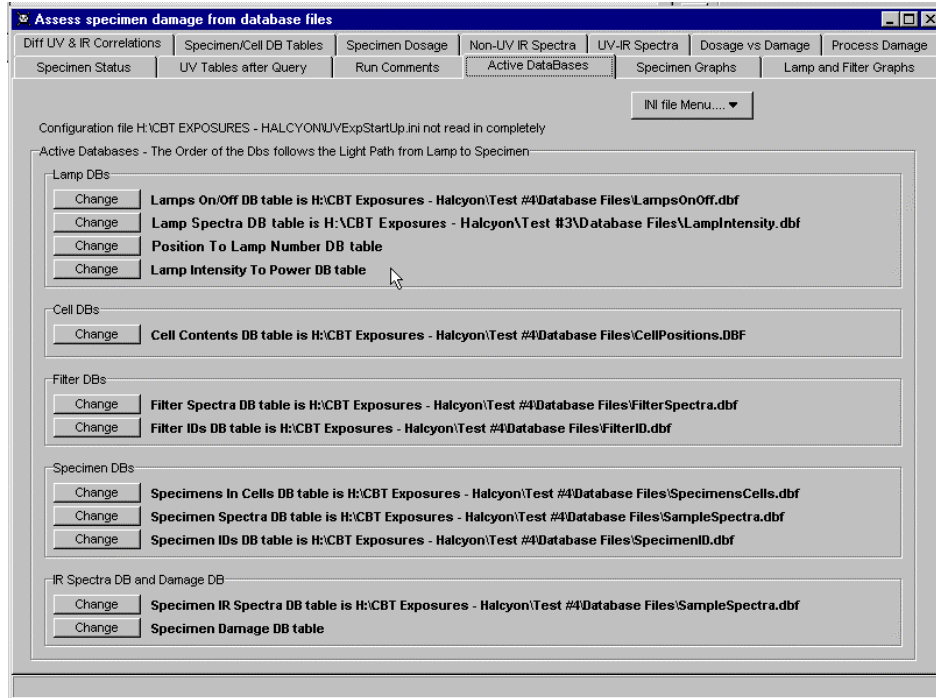 Assess specimen damage from database files
Diff UV & IR Correlations
Specimen/Cell DB Tables
Specimen Dosage
Non-UV IR Spectra
UV-IR Spectra
Dosage vs Damage
Process Damage
Specimen Status
UV Tables after Query
Run Comments
Active DataBases
Specimen Graphs
Lamp and Filter Graphs
INI file Menu....
Configuration file H:\CBT EXPOSURES - HALCYON\UVExpStartUp.ini not read in completely
Active Databases - The Order of the Dbs follows the Light Path from Lamp to Specimen
Lamp DBs
Change Lamps On/Off DB table is H:\CBT Exposures - Halcyon\Test #4\Database Files\LampsOnOff.dbf
Change Lamp Spectra DB table is H:\CBT Exposures - Halcyon\Test #3\Database Files\LampIntensity.dbf
Change Position To Lamp Number DB table
Change Lamp Intensity To Power DB table
Cell DBs
Change Cell Contents DB table is H:\CBT Exposures - Halcyon\Test #4\Database Files\CellPositions.DBF
Filter DBs
Change Filter Spectra DB table is H:\CBT Exposures - Halcyon\Test #4\Database Files\FilterSpectra.dbf
Change Filter IDs DB table is H:\CBT Exposures - Halcyon\Test #4\Database Files\FilterID.dbf
Specimen DBs
Change Specimens In Cells DB table is H:\CBT Exposures - Halcyon\Test #4\Database Files\SpecimensCells.dbf
Change Specimen Spectra DB table is H:\CBT Exposures - Halcyon\Test #4\Database Files\SampleSpectra.dbf
Change Specimen IDs DB table is H:\CBT Exposures - Halcyon\Test #4\Database Files\SpecimenID.dbf
IR Spectra DB and Damage DB
Change Specimen IR Spectra DB table is H:\CBT Exposures - Halcyon\Test #4\Database Files\SampleSpectra.dbf
Change Specimen Damage DB table